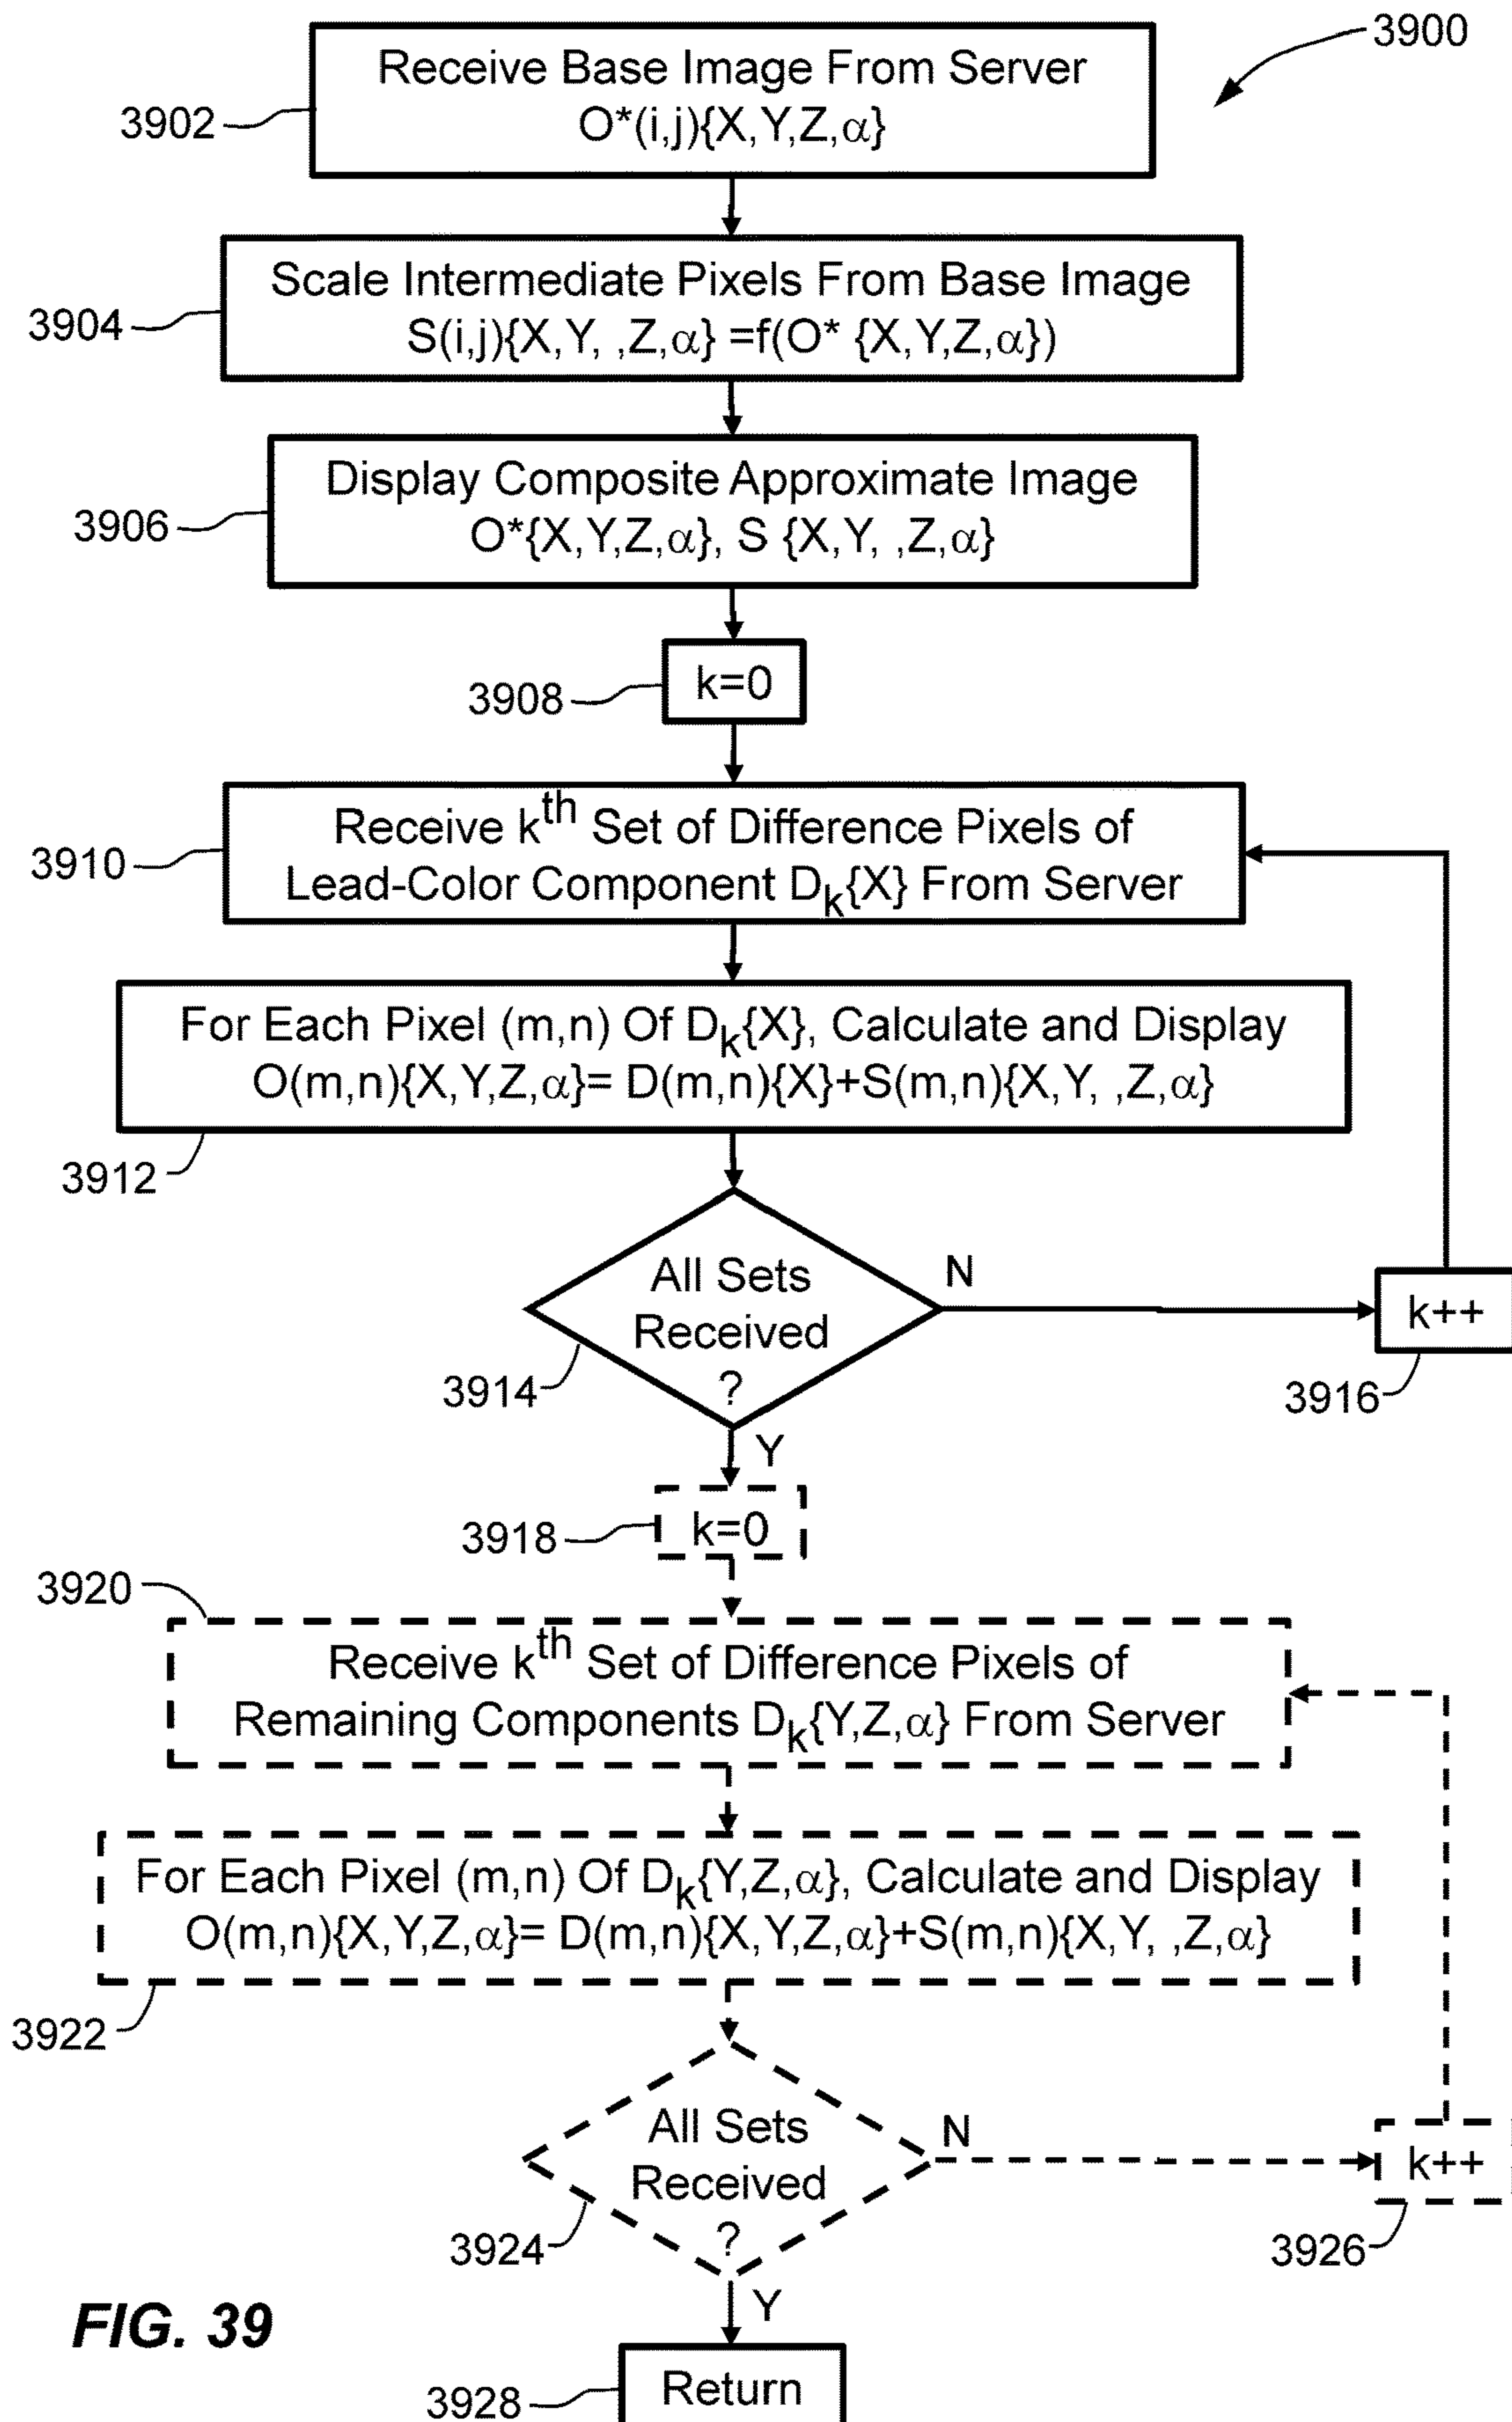 3900
Receive Base Image From Server
O*(i,j){X,Y,Z,α}
3902
Scale Intermediate Pixels From Base Image
S(i,j){X,Y, ,Z,α} =f(O* {X,Y,Z,α})
3904
Display Composite Approximate Image
O*{X,Y,Z,α}, S {X,Y, ,Z,α}
3906
k=0
3908
Receive kth Set of Difference Pixels of
Lead-Color Component Dk{X} From Server
3910
For Each Pixel (m,n) Of Dk{X}, Calculate and Display
O(m,n){X,Y,Z,α}= D(m,n){X}+S(m,n){X,Y, ,Z,α}
3912
All Sets
Received
?
N
3914
k++
3916
Y
k=0
3918
3920
Receive kth Set of Difference Pixels of
Remaining Components Dk{Y,Z,α} From Server
For Each Pixel (m,n) Of Dk{Y,Z,α}, Calculate and Display
O(m,n){X,Y,Z,α}= D(m,n){X,Y,Z,α}+S(m,n){X,Y, ,Z,α}
3922
All Sets
Received
?
N
3924
k++
3926
Y
FIG. 39
Return
3928